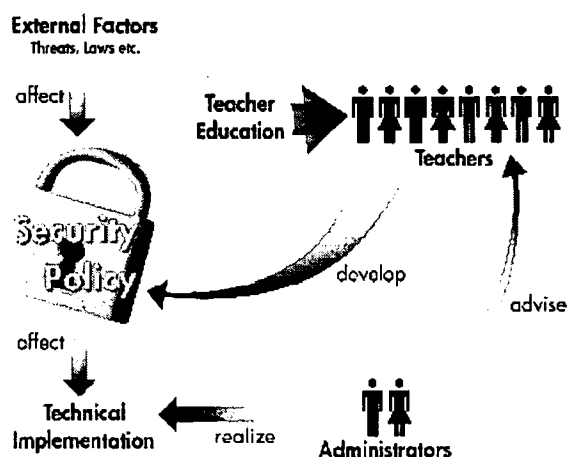 External Factors
Threats, Laws etc.
affect
Teacher
Education
Teachers
Security
Policy
develop
advise
affect
Technical
Implementation
realize
Administrators